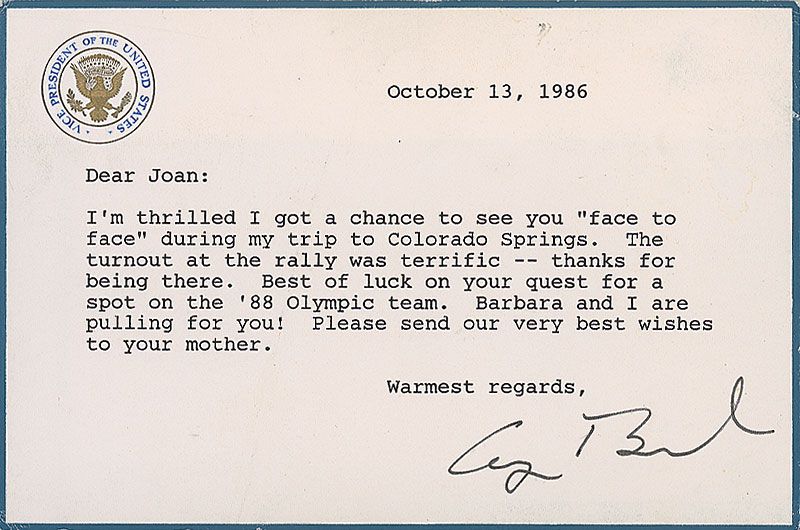 VICE PRESIDENT OF THE UNITED STATES
October 13, 1986
Dear Joan:
I'm thrilled I got a chance to see you "face to
face" during my trip to Colorado Springs. The
turnout at the rally was terrific -- thanks for
being there. Best of luck on your quest for a
spot on the '88 Olympic team. Barbara and I are
pulling for you! Please send our very best wishes
to your mother.
Warmest regards,